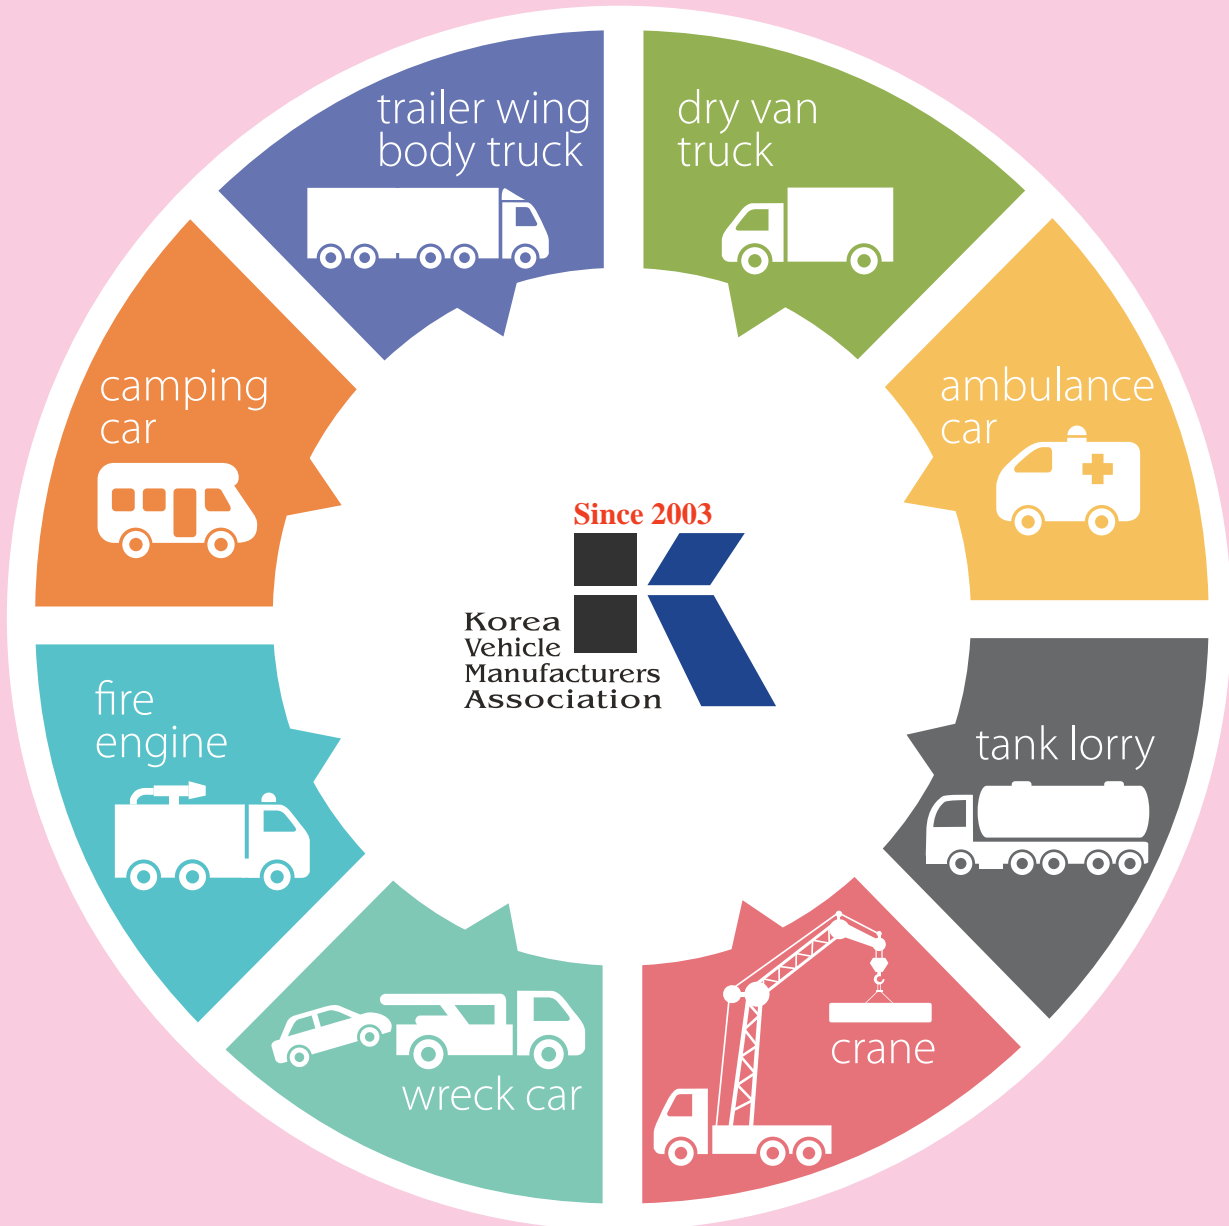 trailer wing
body truck
dry van
truck
camping
car
ambulance
car
Since 2003
Korea
Vehicle
Manufacturers
Association
fire
engine
tank lorry
wreck car
crane